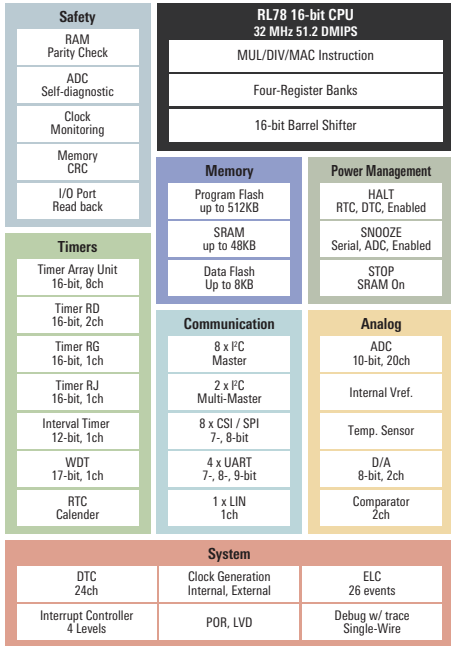 Safety
RAM
Parity Check
ADC
Self-diagnostic
Clock
Monitoring
Memory
CRC
I/O Port
Read back
RL78 16-bit CPU
32 MHz 51.2 DMIPS
MUL/DIV/MAC Instruction
Four-Register Banks
16-bit Barrel Shifter
Memory
Program Flash
up to 512KB
SRAM
up to 48KB
Data Flash
Up to 8KB
Power Management
HALT
RTC, DTC, Enabled
SNOOZE
Serial, ADC, Enabled
STOP
SRAM On
Timers
Timer Array Unit
16-bit, 8ch
Timer RD
16-bit, 2ch
Timer RG
16-bit, 1ch
Timer RJ
16-bit, 1ch
Interval Timer
12-bit, 1ch
WDT
17-bit, 1ch
RTC
Calender
Communication
8 x I²C
Master
2 x I²C
Multi-Master
8 x CSI / SPI
7-, 8-bit
4 x UART
7-, 8-, 9-bit
1 x LIN
1ch
Analog
ADC
10-bit, 20ch
Internal Vref.
Temp. Sensor
D/A
8-bit, 2ch
Comparator
2ch
System
DTC
24ch
Clock Generation
Internal, External
ELC
26 events
Interrupt Controller
4 Levels
POR, LVD
Debug w/ trace
Single-Wire